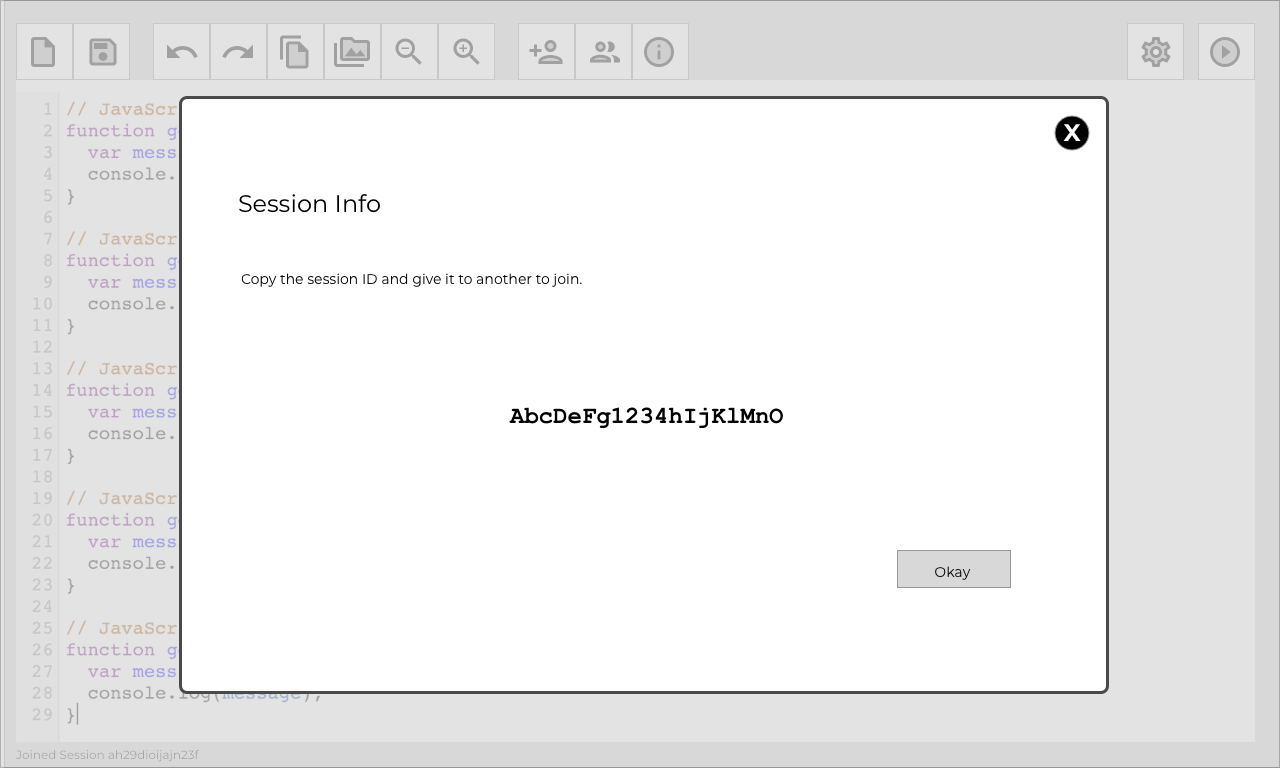 1 // JavaScr
2 function g
3 var mess
4 console.
5 }
6
7 // JavaScr
8 function g
9 var mess
10 console.
11 }
12
13 // JavaScr
14 function g
15 var mess
16 console.
17 }
18
19 // JavaScr
20 function g
21 var mess
22 console.
23 }
24
25 // JavaScr
26 function g
27 var mess
28 console.log(message);
29 }
X
Session Info
Copy the session ID and give it to another to join.
AbcDeFg1234hIjKlMnO
Okay
Joined Session ah29dioijajn23f